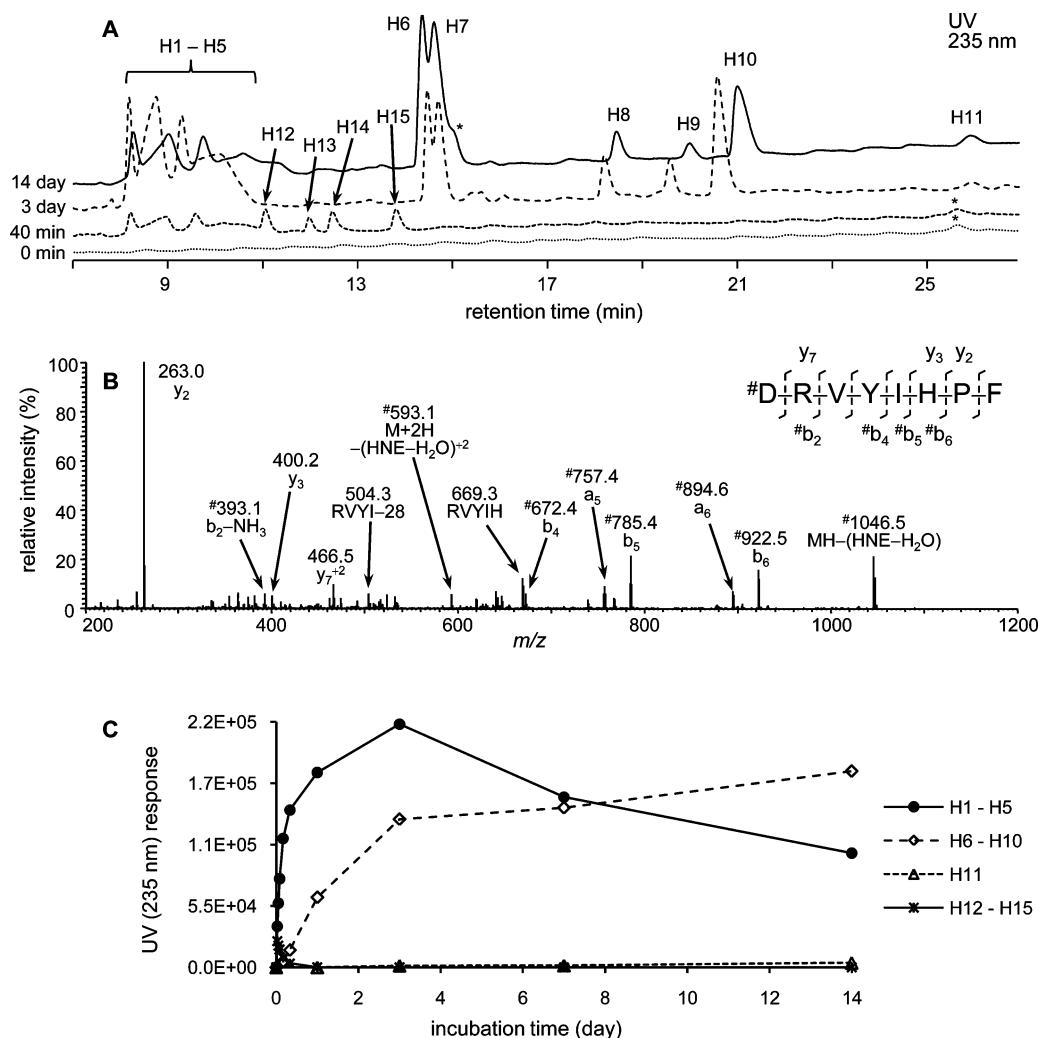 A
UV
235 nm
H1 – H5
H6
H7
H10
H8
H9
H11
H12
H13
H14
H15
*
14 day
3 day
40 min
0 min
*
*
9
13
17
21
25
retention time (min)
B
relative intensity (%)
100
80
60
40
20
0
263.0
y2
#393.1
b2–NH3
400.2
y3
466.5
y7+2
504.3
RVYI–28
#593.1
M+2H
–(HNE–H2O)+2
669.3
RVYIH
#672.4
b4
#757.4
a5
#785.4
b5
#894.6
a6
#922.5
b6
#1046.5
MH–(HNE–H2O)
y7 y3 y2
#D R V Y I H P F
#b2 #b4 #b5 #b6
200 400 600 800 1000 1200
m/z
C
UV (235 nm) response
2.2E+05
1.7E+05
1.1E+05
5.5E+04
0.0E+00
0 2 4 6 8 10 12 14
incubation time (day)
H1 - H5
H6 - H10
H11
H12 - H15